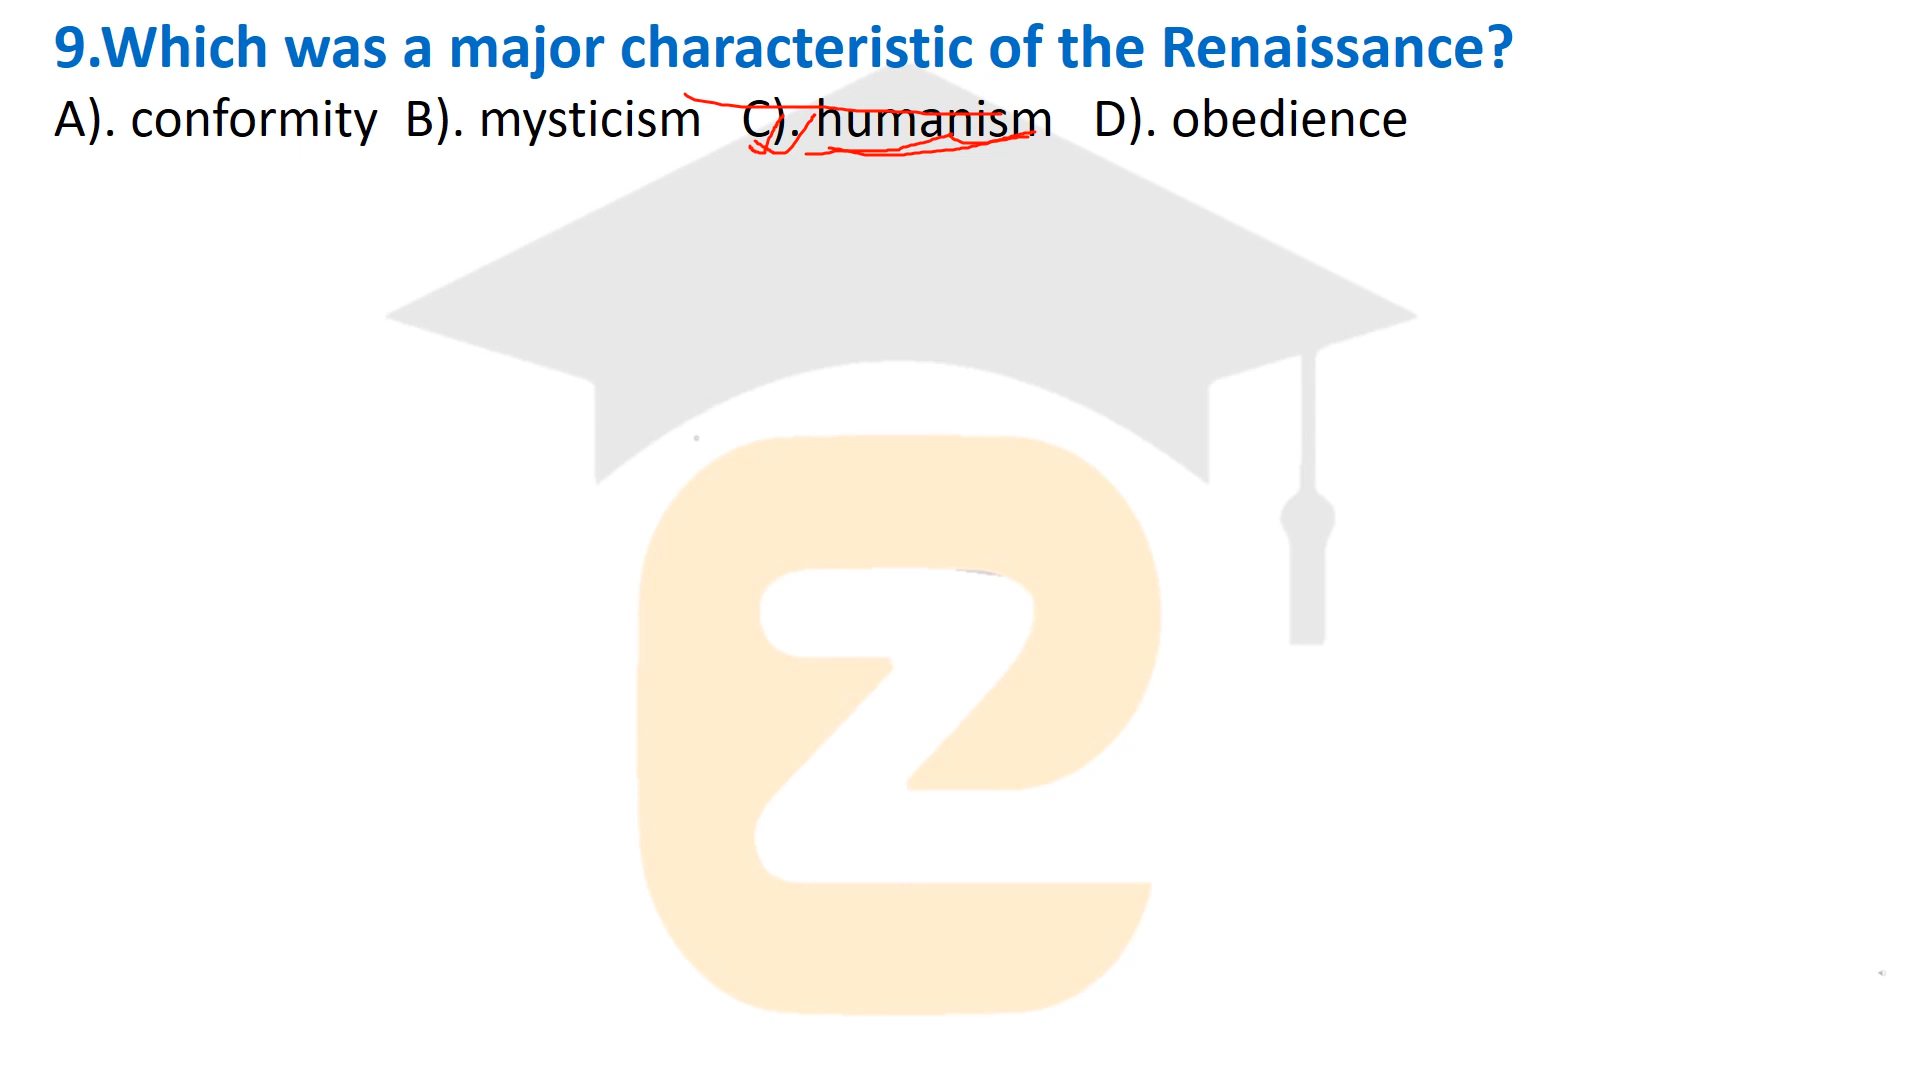 9.Which was a major characteristic of the Renaissance?
A). conformity B). mysticism C). humanism D). obedience